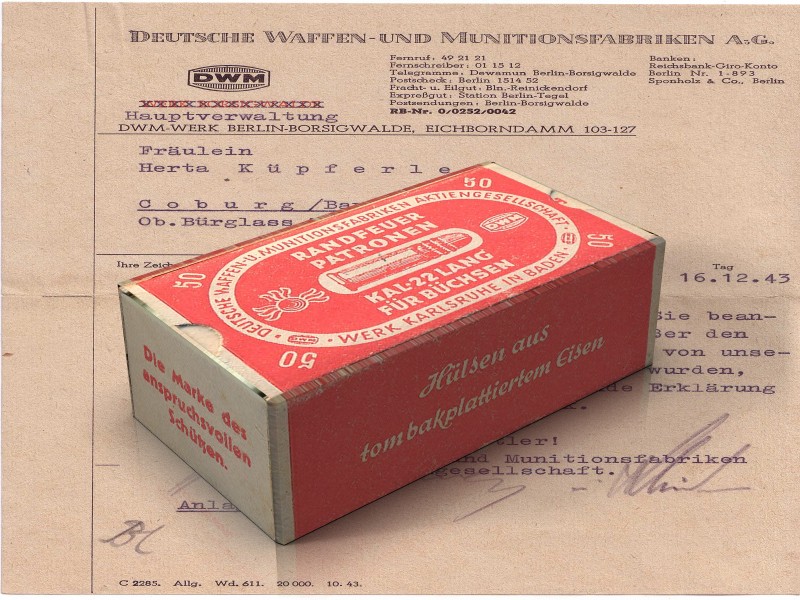 DEUTSCHE WAFFEN-UND MUNITIONSFABRIKEN A.-G.
DWM
Fernruf: 49 21 21
Fernschreiber: 01 15 12
Telegramme: Dewamun Berlin-Borsigwalde
Postscheck: Berlin 1514 52
Fracht- u. Eilgut: Bln.-Reinickendorf
Expreßgut: Station Berlin-Tegel
Postsendungen: Berlin-Borsigwalde
RB-Nr. 0/0252/0042
Banken:
Reichsbank-Giro-Konto
Berlin Nr. 1-893
Sponholz & Co., Berlin
Hauptverwaltung
DWM-WERK BERLIN-BORSIGWALDE, EICHBORNDAMM 103-127
Fräulein
Herta Küpferle
Coburg/
Ob.Bürglass
Ihre
Tag
16.12.43
Sie bean-
den
von unse-
wurden,
Erklärung
Munitionsfabriken
gesellschaft.
C 2285. Allg. Wd. 611. 20 000. 10. 43.
50
50
50
50
DEUTSCHE WAFFEN-U. MUNITIONSFABRIKEN AKTIENGESELLSCHAFT
· WERK KARLSRUHE IN BADEN ·
DWM
RANDFEUER
PATRONEN
KAL·22 LANG
FÜR BÜCHSEN
DWM
DWM
Hülsen aus
tombakplattiertem Eisen
Die Marke des
anspruchsvollen
Schützen.